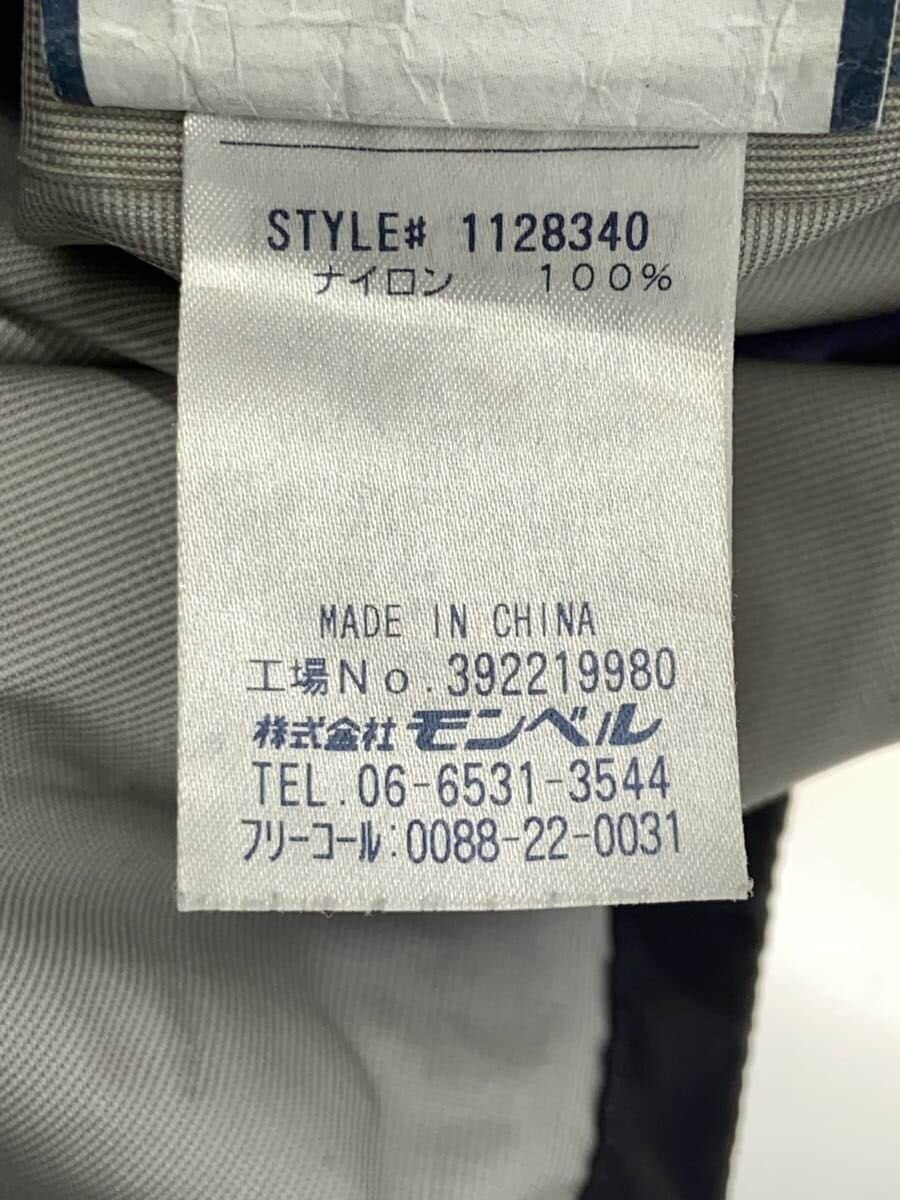 STYLE# 1128340
ナイロン 100%
MADE IN CHINA
工場No.392219980
株式会社モンベル
TEL.06-6531-3544
フリーコール:0088-22-0031